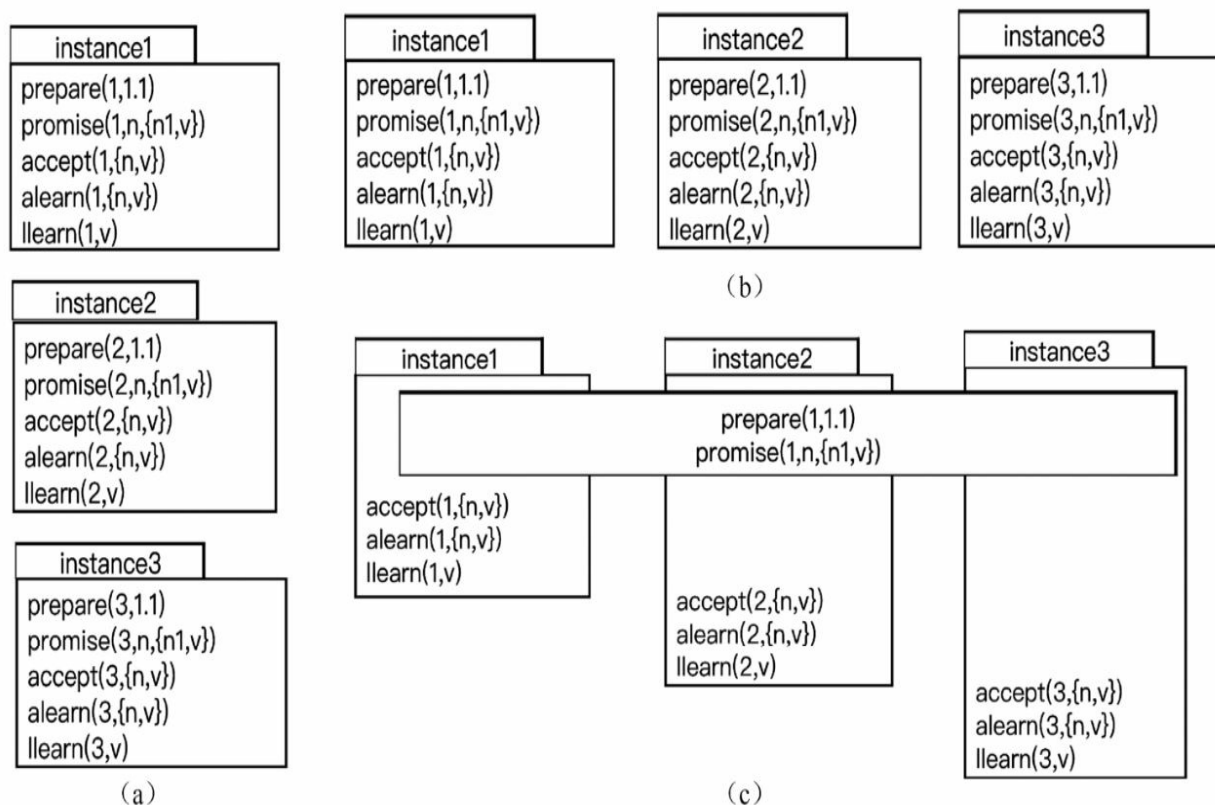 instance1
prepare(1,1.1)
promise(1,n,{n1,v})
accept(1,{n,v})
alearn(1,{n,v})
llearn(1,v)
instance2
prepare(2,1.1)
promise(2,n,{n1,v})
accept(2,{n,v})
alearn(2,{n,v})
llearn(2,v)
instance3
prepare(3,1.1)
promise(3,n,{n1,v})
accept(3,{n,v})
alearn(3,{n,v})
llearn(3,v)
(a)
instance1
prepare(1,1.1)
promise(1,n,{n1,v})
accept(1,{n,v})
alearn(1,{n,v})
llearn(1,v)
instance2
prepare(2,1.1)
promise(2,n,{n1,v})
accept(2,{n,v})
alearn(2,{n,v})
llearn(2,v)
instance3
prepare(3,1.1)
promise(3,n,{n1,v})
accept(3,{n,v})
alearn(3,{n,v})
llearn(3,v)
(b)
instance1
instance2
instance3
prepare(1,1.1)
promise(1,n,{n1,v})
accept(1,{n,v})
alearn(1,{n,v})
llearn(1,v)
accept(2,{n,v})
alearn(2,{n,v})
llearn(2,v)
accept(3,{n,v})
alearn(3,{n,v})
llearn(3,v)
(c)